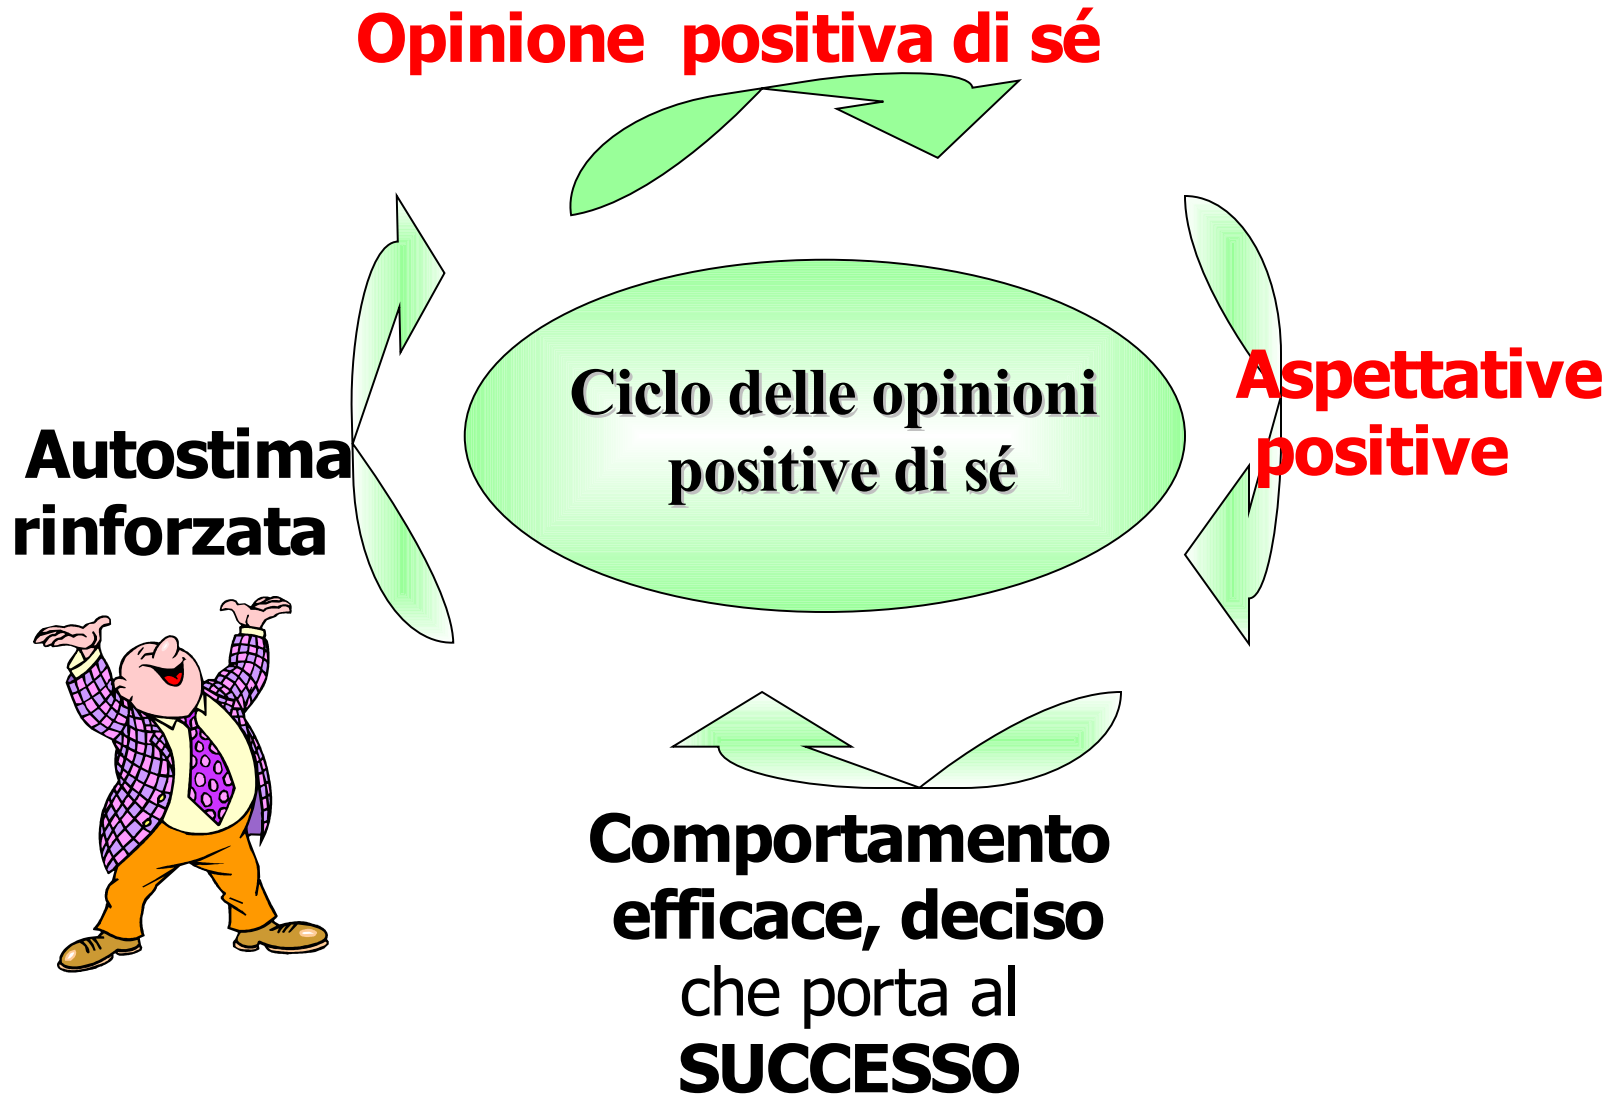 Opinione positiva di sé
Ciclo delle opinioni
positive di sé
Aspettative
positive
Autostima
rinforzata
Comportamento
efficace, deciso
che porta al
SUCCESSO